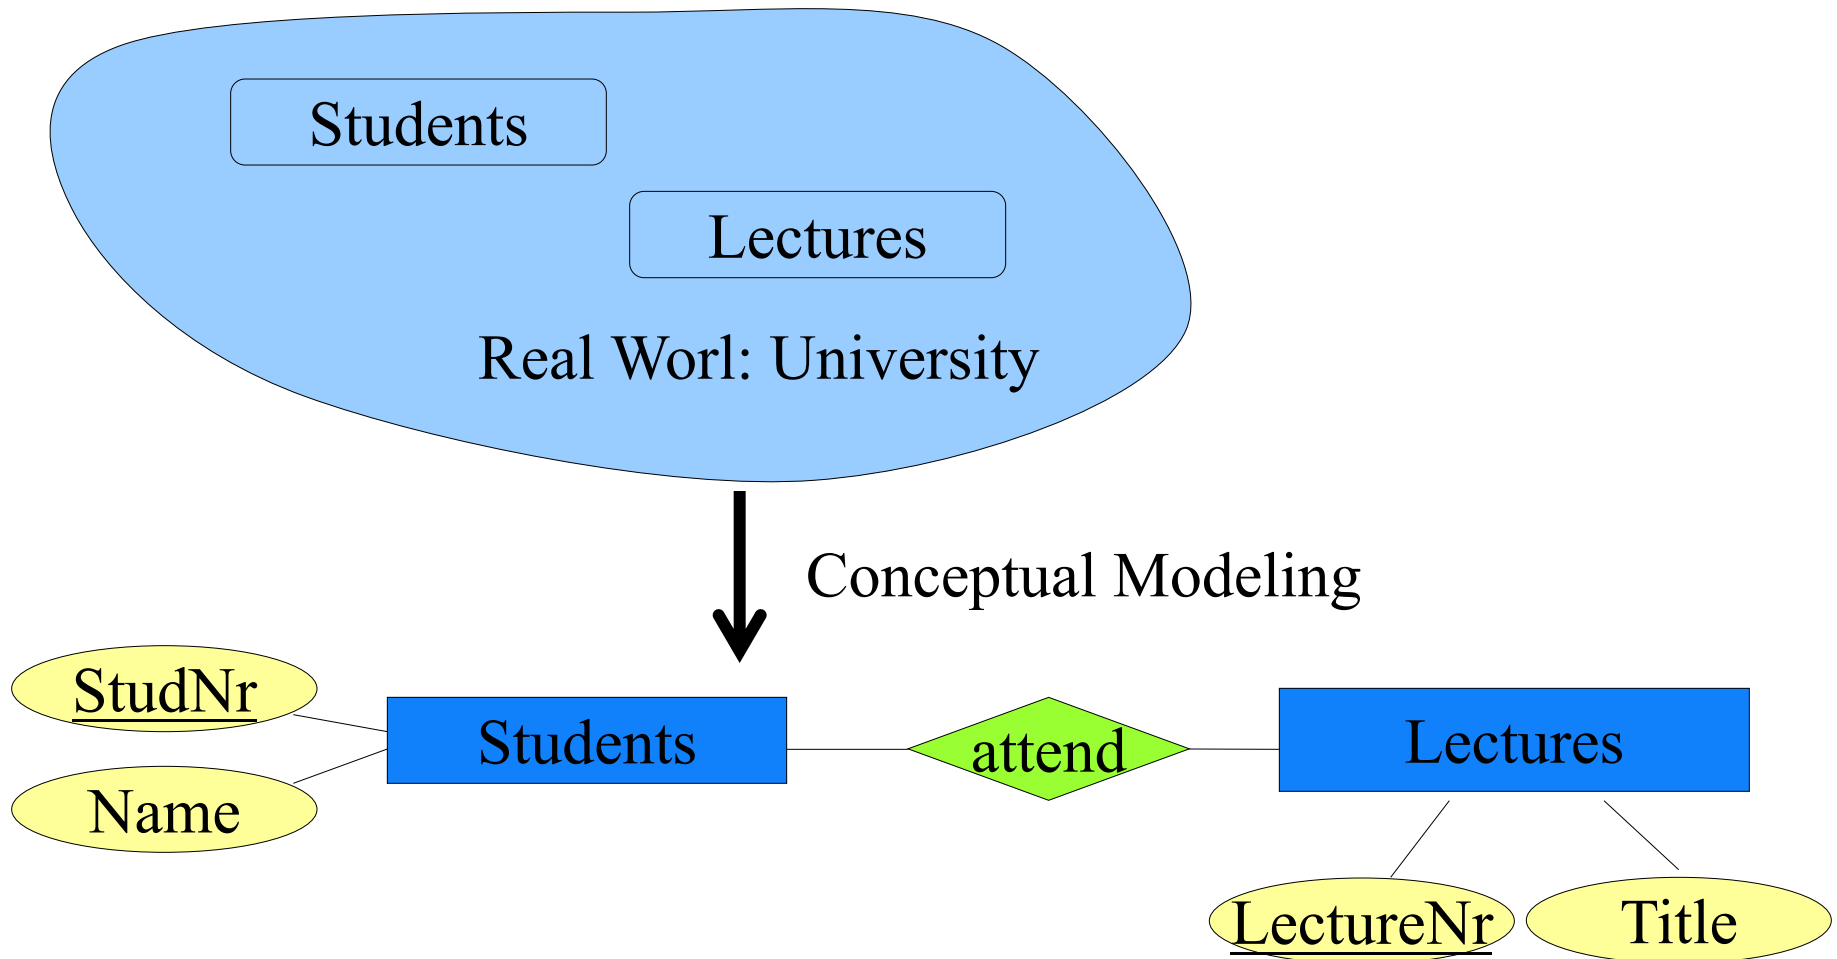 Students
Lectures
Real Worl: University
Conceptual Modeling
StudNr
Students
attend
Lectures
Name
LectureNr
Title